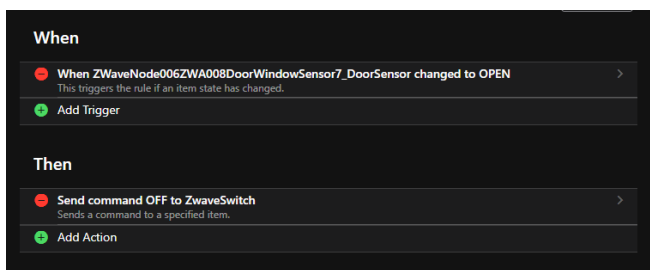 When
When ZWaveNode006ZWA008DoorWindowSensor7_DoorSensor changed to OPEN
This triggers the rule if an item state has changed.
Add Trigger
Then
Send command OFF to ZwaveSwitch
Sends a command to a specified item.
Add Action